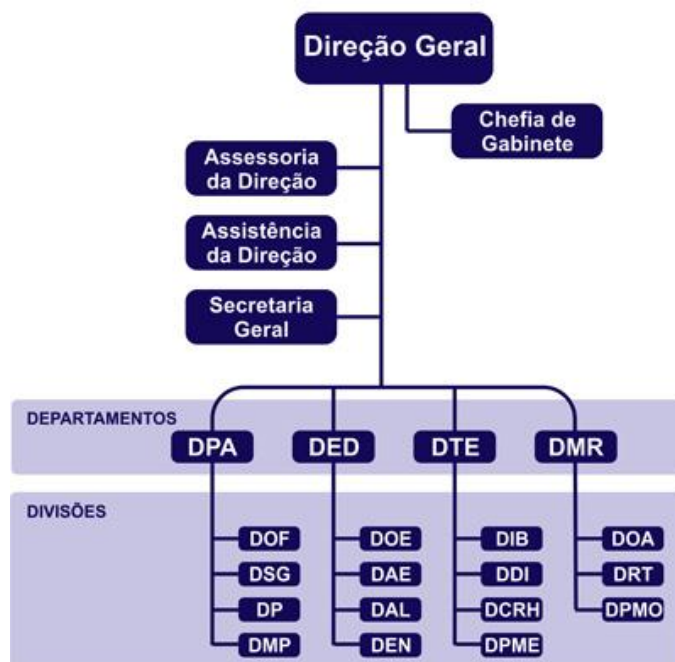 Direção Geral
Chefia de
Gabinete
Assessoria
da Direção
Assistência
da Direção
Secretaria
Geral
DEPARTAMENTOS
DPA DED DTE DMR
DIVISÕES
DOF DOE DIB DOA
DSG DAE DDI DRT
DP DAL DCRH DPMO
DMP DEN DPME